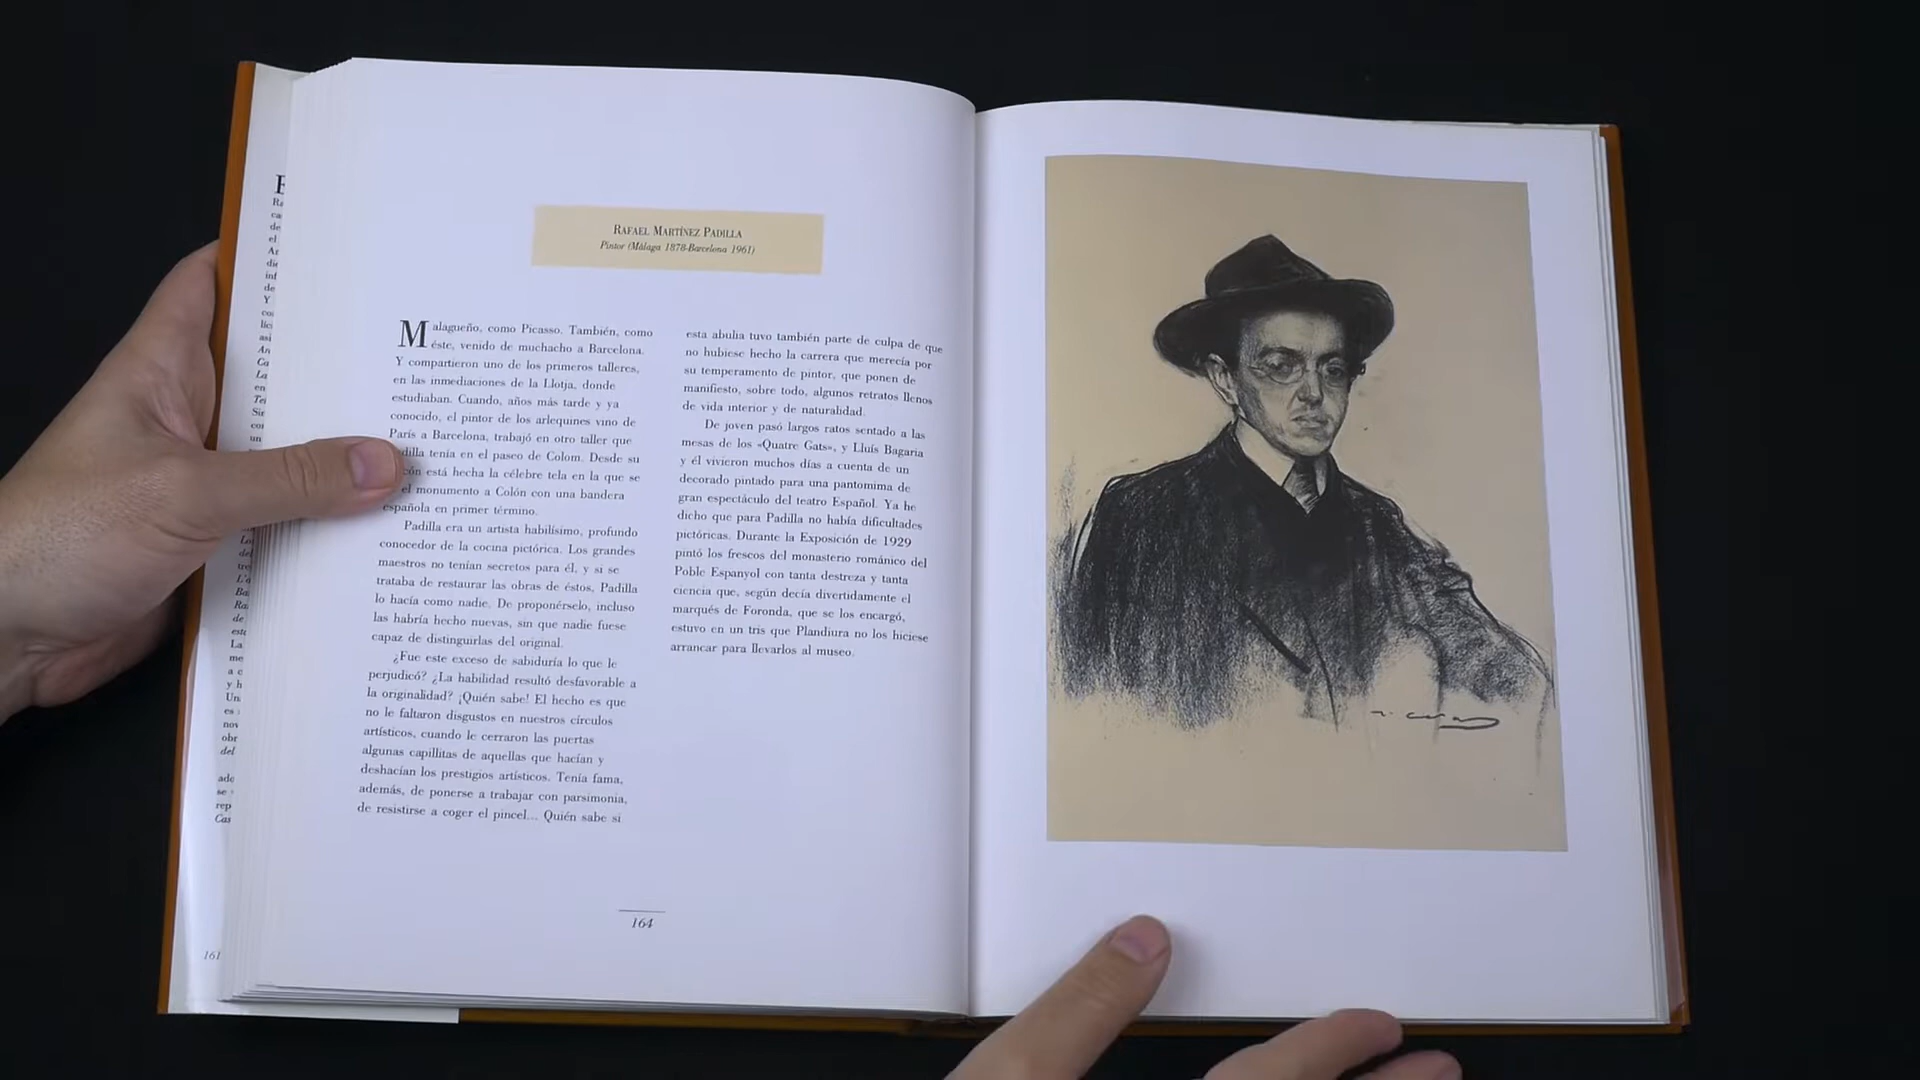 RAFAEL MARTÍNEZ PADILLA
Pintor (Málaga 1878-Barcelona 1961)
Malagueño, como Picasso. También, como
éste, venido de muchacho a Barcelona.
Y compartieron uno de los primeros talleres,
en las inmediaciones de la Llotja, donde
estudiaban. Cuando, años más tarde y ya
conocido, el pintor de los arlequines vino de
París a Barcelona, trabajó en otro taller que
dilla tenía en el paseo de Colom. Desde su
cón está hecha la célebre tela en la que se
el monumento a Colón con una bandera
española en primer término.
Padilla era un artista habilísimo, profundo
conocedor de la cocina pictórica. Los grandes
maestros no tenían secretos para él, y si se
trataba de restaurar las obras de éstos, Padilla
lo hacía como nadie. De proponérselo, incluso
las habría hecho nuevas, sin que nadie fuese
capaz de distinguirlas del original.
¿Fue este exceso de sabiduría lo que le
perjudicó? ¿La habilidad resultó desfavorable a
la originalidad? ¡Quién sabe! El hecho es que
no le faltaron disgustos en nuestros círculos
artísticos, cuando le cerraron las puertas
algunas capillitas de aquellas que hacían y
deshacían los prestigios artísticos. Tenía fama,
además, de ponerse a trabajar con parsimonia,
de resistirse a coger el pincel... Quién sabe si
esta abulia tuvo también parte de culpa de que
no hubiese hecho la carrera que merecía por
su temperamento de pintor, que ponen de
manifiesto, sobre todo, algunos retratos llenos
de vida interior y de naturalidad.
De joven pasó largos ratos sentado a las
mesas de los «Quatre Gats», y Lluís Bagaria
y él vivieron muchos días a cuenta de un
decorado pintado para una pantomima de
gran espectáculo del teatro Español. Ya he
dicho que para Padilla no había dificultades
pictóricas. Durante la Exposición de 1929
pintó los frescos del monasterio románico del
Poble Espanyol con tanta destreza y tanta
ciencia que, según decía divertidamente el
marqués de Foronda, que se los encargó,
estuvo en un tris que Plandiura no los hiciese
arrancar para llevarlos al museo.
164
161